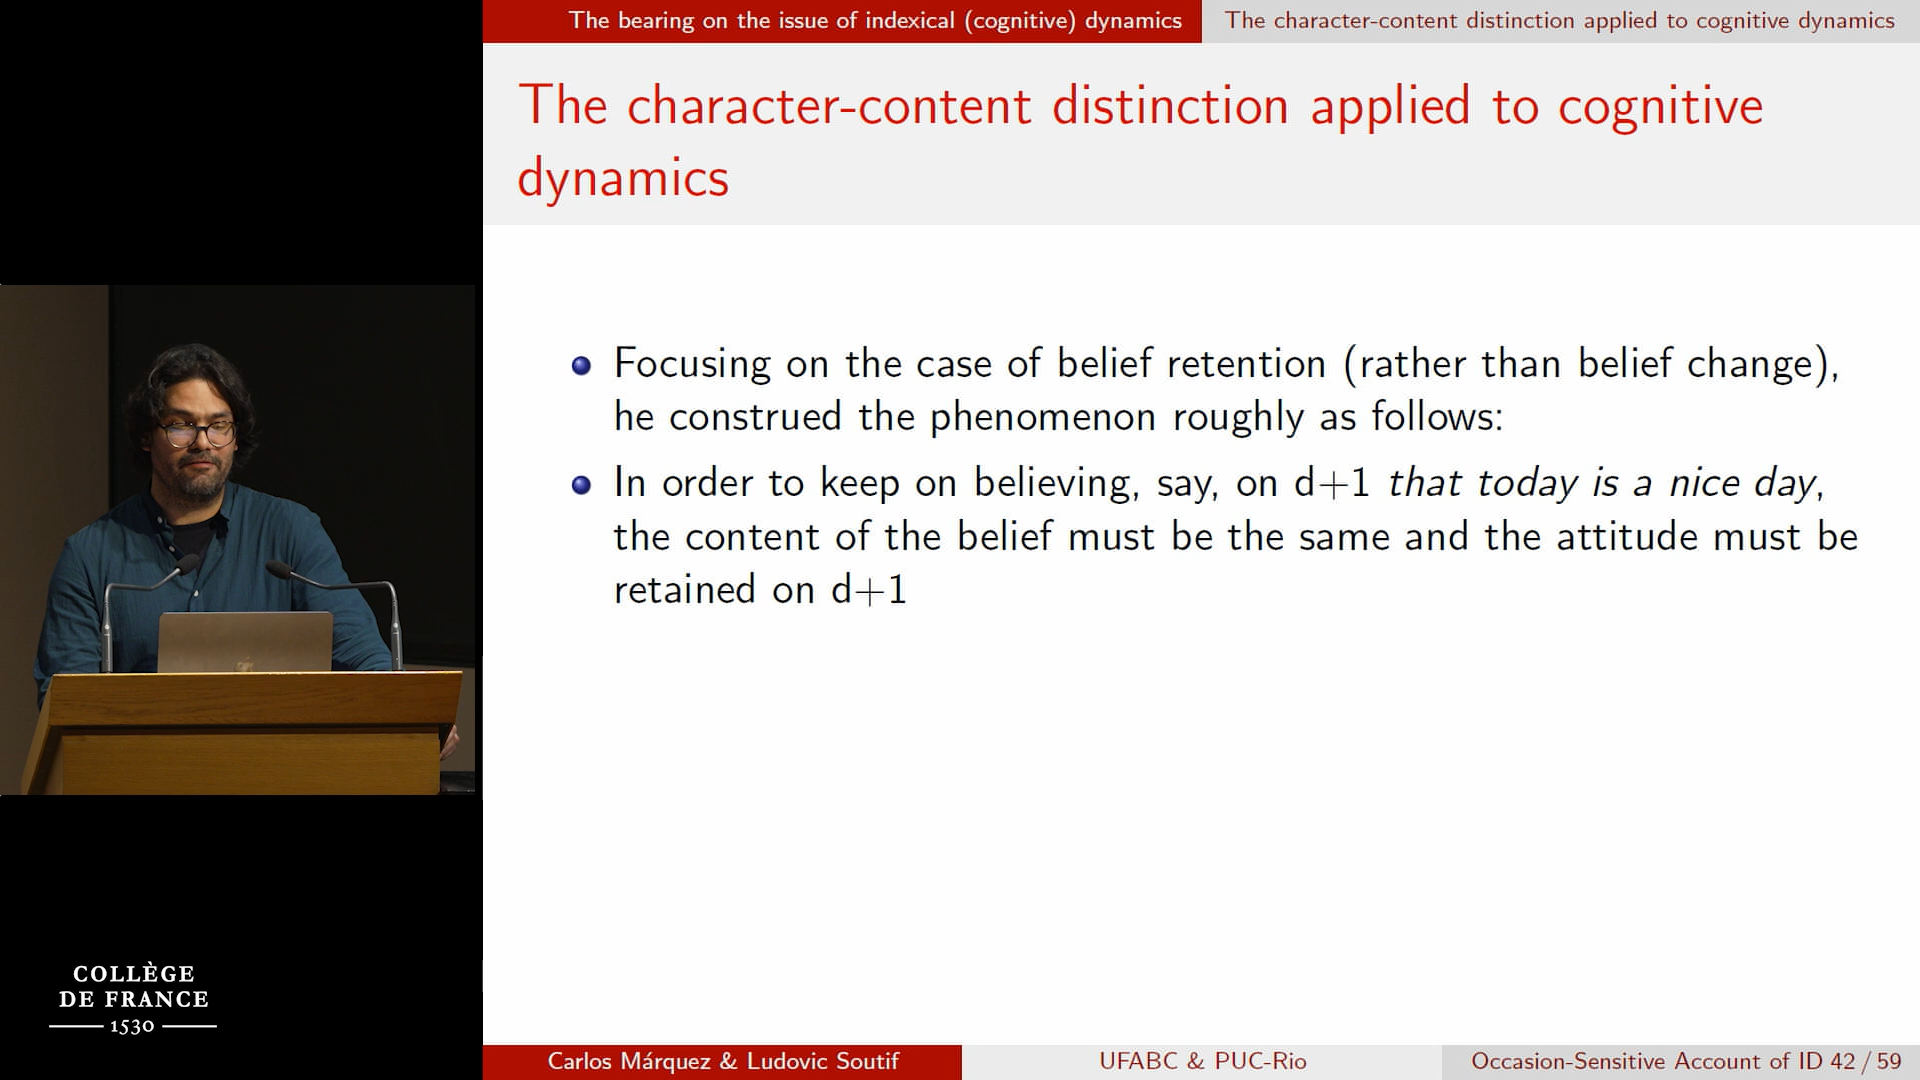 The bearing on the issue of indexical (cognitive) dynamics
The character-content distinction applied to cognitive dynamics
The character-content distinction applied to cognitive
dynamics
Focusing on the case of belief retention (rather than belief change),
he construed the phenomenon roughly as follows:
In order to keep on believing, say, on d+1 that today is a nice day,
the content of the belief must be the same and the attitude must be
retained on d+1
COLLÈGE
DE FRANCE
1530
Carlos Márquez & Ludovic Soutif
UFABC & PUC-Rio
Occasion-Sensitive Account of ID 42 / 59